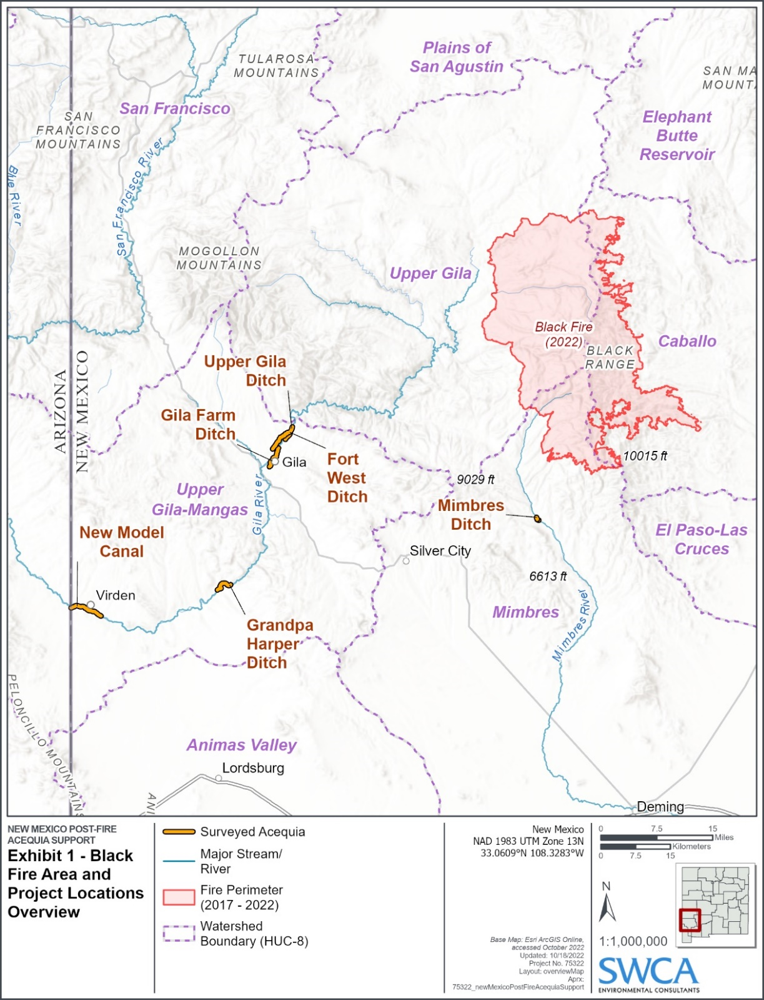 TULAROSA
MOUNTAINS
Plains of
San Agustin
SAN MA
MOUNT
San Francisco
SAN
FRANCISCO
MOUNTAINS
Elephant
Butte
Reservoir
Blue River
San Francisco River
MOGOLLON
MOUNTAINS
Upper Gila
Black Fire
(2022)
BLACK
RANGE
Caballo
ARIZONA
NEW MEXICO
Upper Gila
Ditch
Gila Farm
Ditch
Gila
Fort
West
Ditch
10015 ft
9029 ft
Upper
Gila-Mangas
Gila River
Mimbres
Ditch
New Model
Canal
El Paso-Las
Cruces
Silver City
6613 ft
Virden
Mimbres
Mimbres River
Grandpa
Harper
Ditch
PELONCILLO MOUNTAINS
Animas Valley
Lordsburg
ANI
Deming
NEW MEXICO POST-FIRE
ACEQUIA SUPPORT
Exhibit 1 - Black
Fire Area and
Project Locations
Overview
Surveyed Acequia
Major Stream/
River
Fire Perimeter
(2017 - 2022)
Watershed
Boundary (HUC-8)
New Mexico
NAD 1983 UTM Zone 13N
33.0609°N 108.3283°W
Base Map: Esri ArcGIS Online,
accessed October 2022
Updated: 10/18/2022
Project No. 75322
Layout: overviewMap
Aprx:
75322_newMexicoPostFireAcequiaSupport
0 7.5 15
Miles
Kilometers
0 7.5 15
N
1:1,000,000
SWCA
ENVIRONMENTAL CONSULTANTS